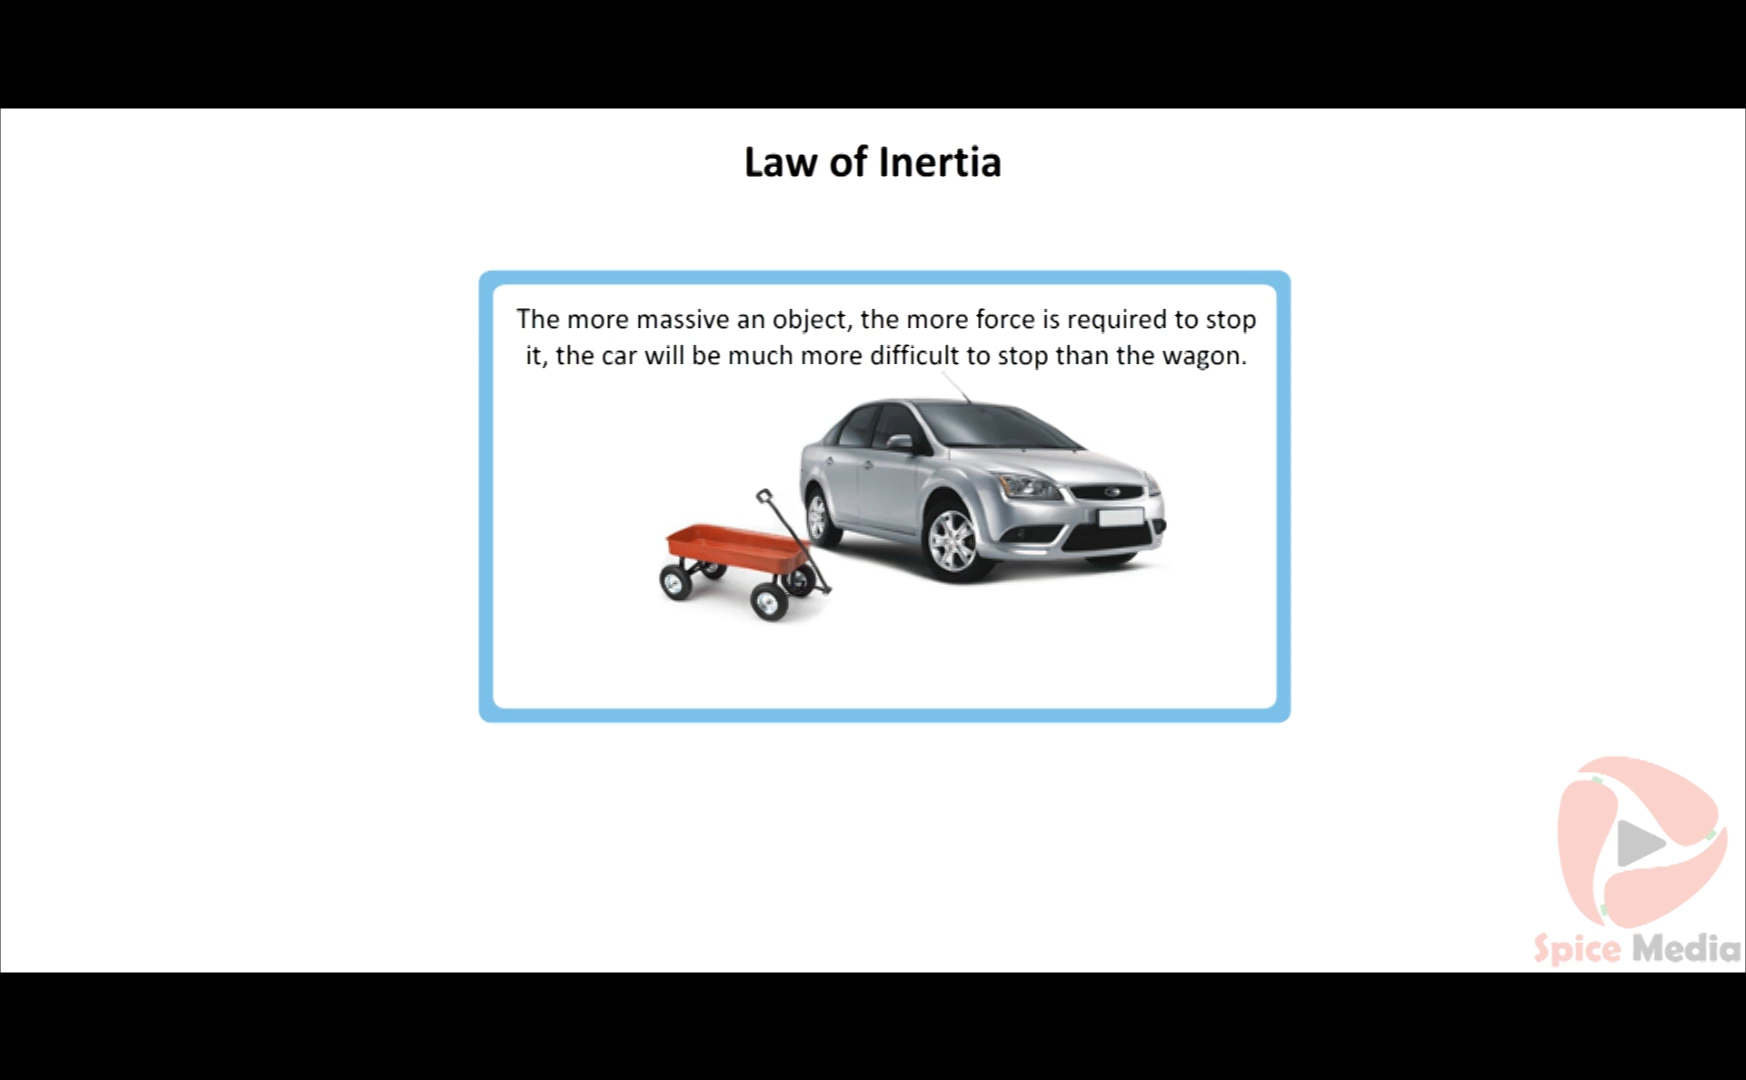 Law of Inertia
The more massive an object, the more force is required to stop
it, the car will be much more difficult to stop than the wagon.
Spice Media